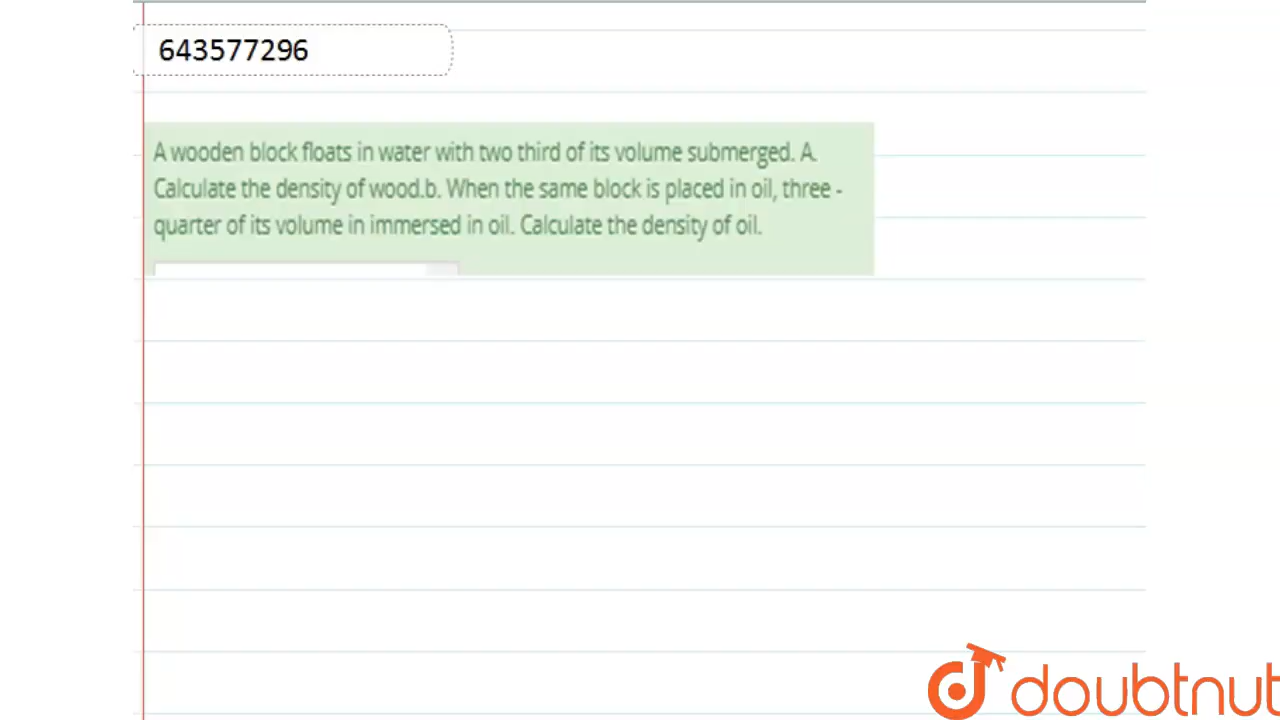 643577296
A wooden block floats in water with two third of its volume submerged. A.
Calculate the density of wood.b. When the same block is placed in oil, three -
quarter of its volume in immersed in oil. Calculate the density of oil.
doubtnut